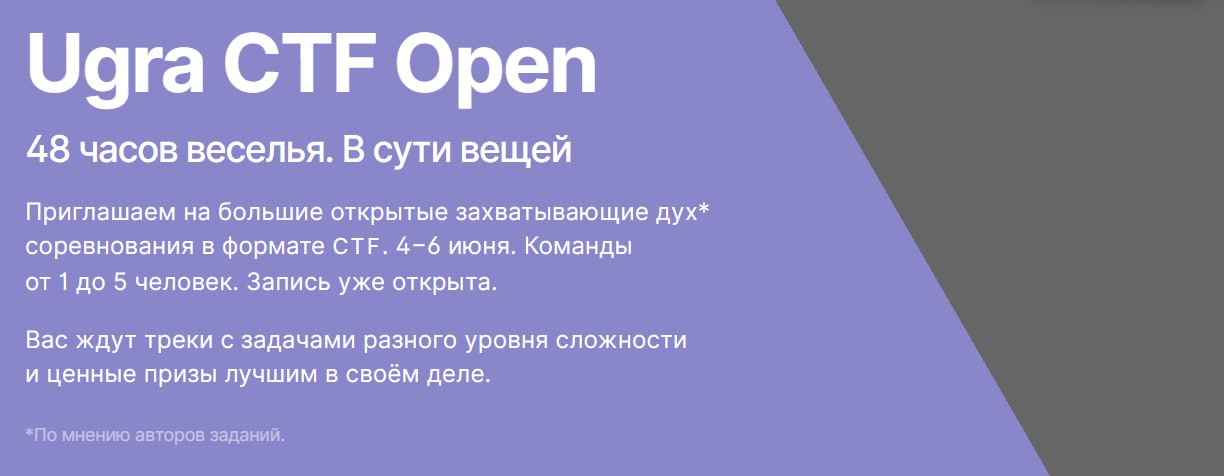 Ugra CTF Open
48 часов веселья. В сути вещей
Приглашаем на большие открытые захватывающие дух*
соревнования в формате CTF. 4–6 июня. Команды
от 1 до 5 человек. Запись уже открыта.
Вас ждут треки с задачами разного уровня сложности
и ценные призы лучшим в своём деле.
*По мнению авторов заданий.